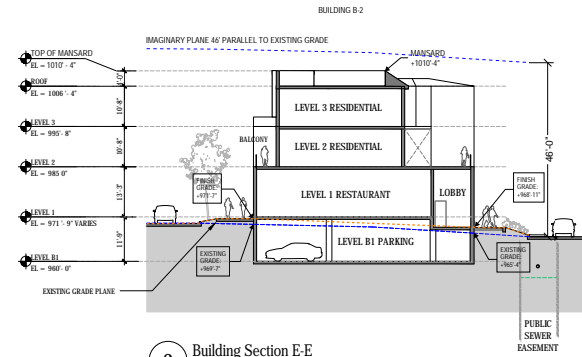 BUILDING B-2
IMAGINARY PLANE 46' PARALLEL TO EXISTING GRADE
TOP OF MANSARD
EL = 1010' - 4"
MANSARD
+1010'-4"
4'-0"
ROOF
EL = 1006' - 4"
10'-8"
LEVEL 3 RESIDENTIAL
LEVEL 3
EL = 995'- 8"
10'-8"
BALCONY
LEVEL 2 RESIDENTIAL
46'-0"
LEVEL 2
EL = 985 0"
13'-3"
FINISH
GRADE:
+971'-7"
LEVEL 1 RESTAURANT
LOBBY
FINISH
GRADE:
+968'-11"
LEVEL 1
EL = 971 '- 9" VARIES
11'-9"
EXISTING
GRADE:
+969'-7"
LEVEL B1 PARKING
EXISTING
GRADE:
+965'-4"
LEVEL B1
EL = 960'- 0"
EXISTING GRADE PLANE
PUBLIC
SEWER
EASEMENT
Building Section E-E